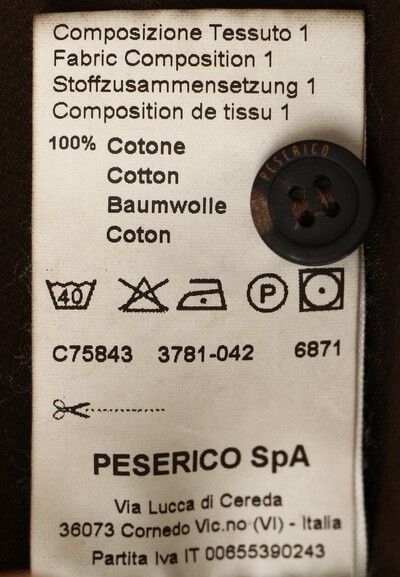 Composizione Tessuto 1
Fabric Composition 1
Stoffzusammensetzung 1
Composition de tissu 1
100% Cotone
Cotton
Baumwolle
Coton
PESERICO
40 P
C75843 3781-042 6871
PESERICO SpA
Via Lucca di Cereda
36073 Cornedo Vic.no (VI) - Italia
Partita Iva IT 00655390243